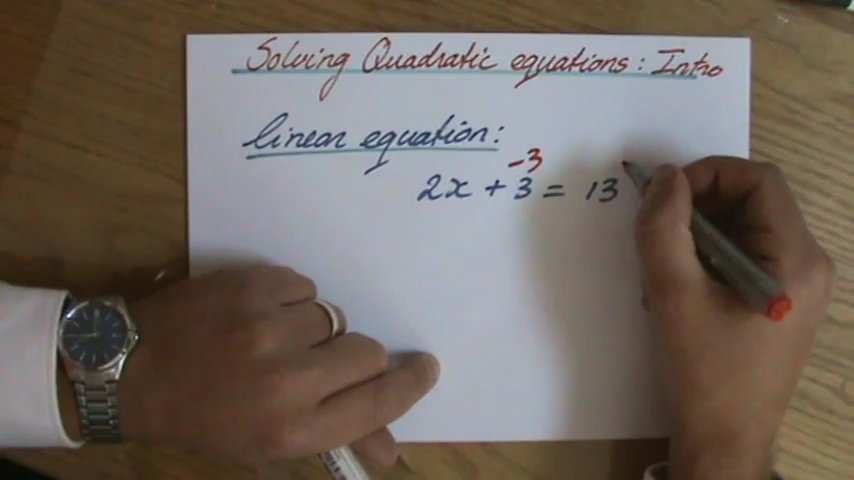 Solving Quadratic equations: Intro
linear equation:
-3
2x + 3 = 13